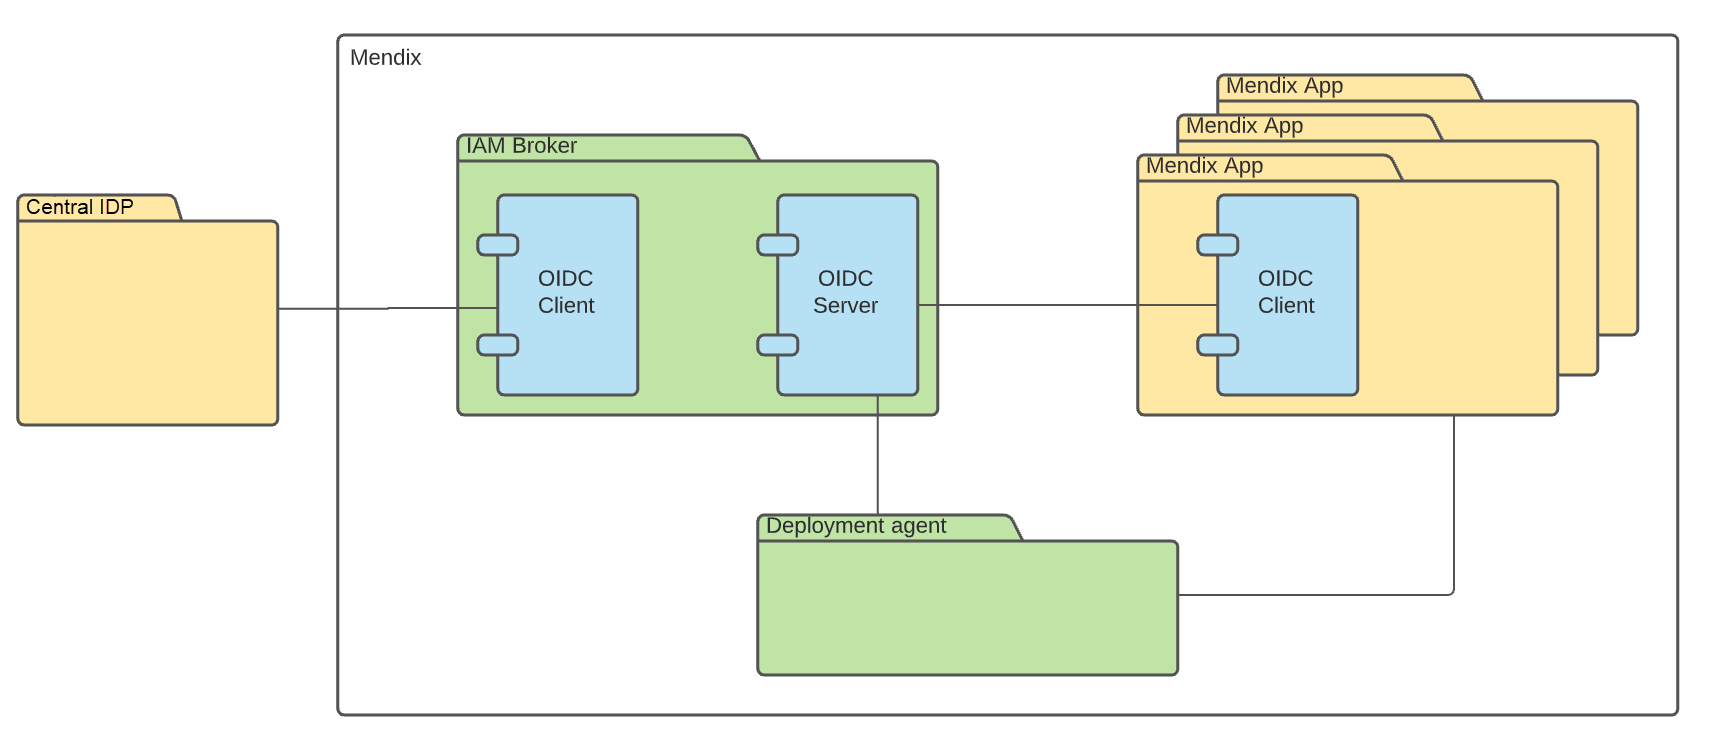 Mendix
Mendix App
Mendix App
IAM Broker
Mendix App
Central IDP
OIDC
Client
OIDC
Server
OIDC
Client
Deployment agent